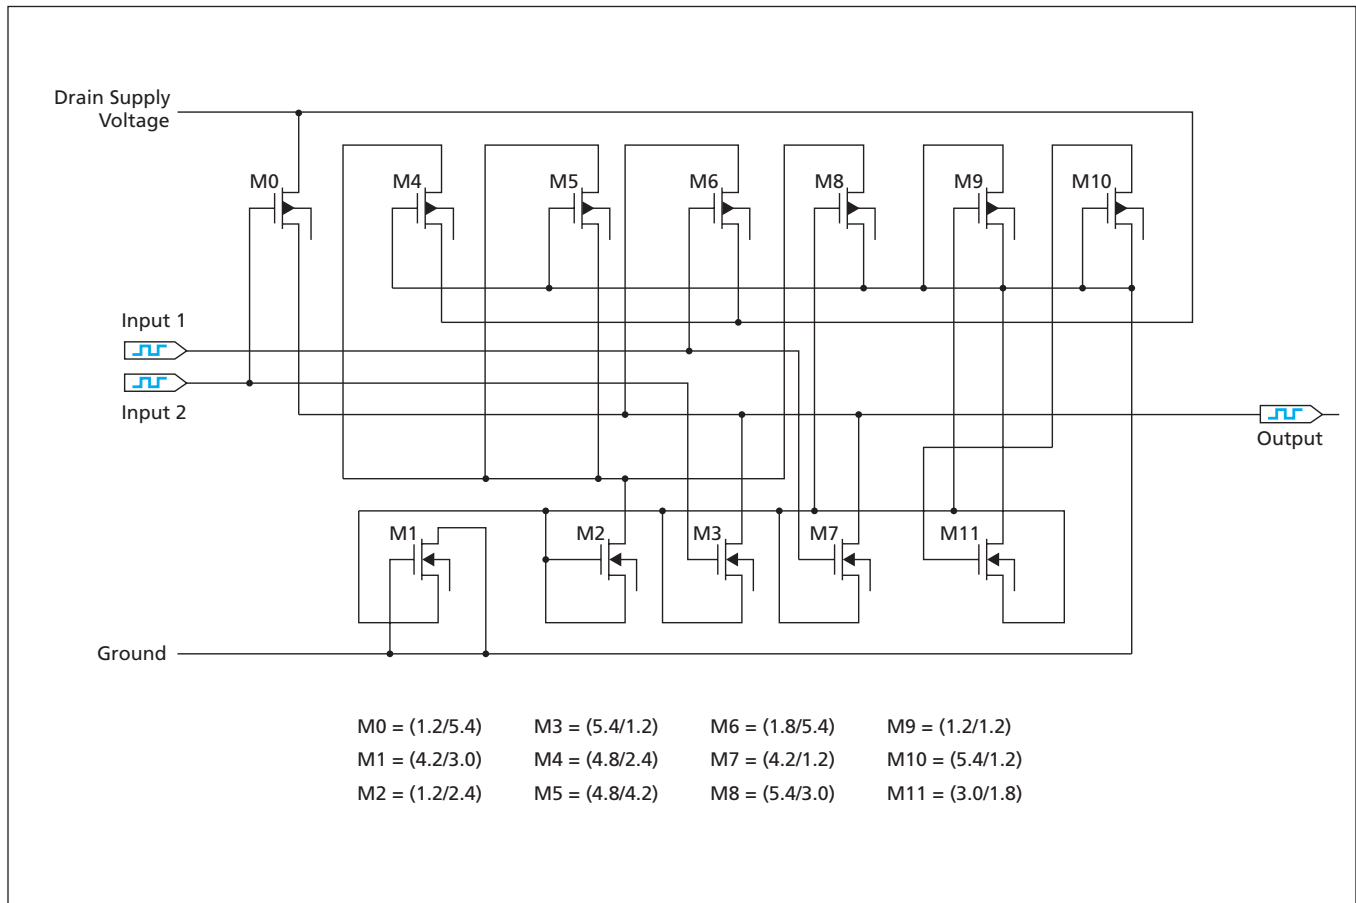 Drain Supply
Voltage
M0
M4
M5
M6
M8
M9
M10
Input 1
Input 2
Output
M1
M2
M3
M7
M11
Ground
M0 = (1.2/5.4) M3 = (5.4/1.2) M6 = (1.8/5.4) M9 = (1.2/1.2)
M1 = (4.2/3.0) M4 = (4.8/2.4) M7 = (4.2/1.2) M10 = (5.4/1.2)
M2 = (1.2/2.4) M5 = (4.8/4.2) M8 = (5.4/3.0) M11 = (3.0/1.8)